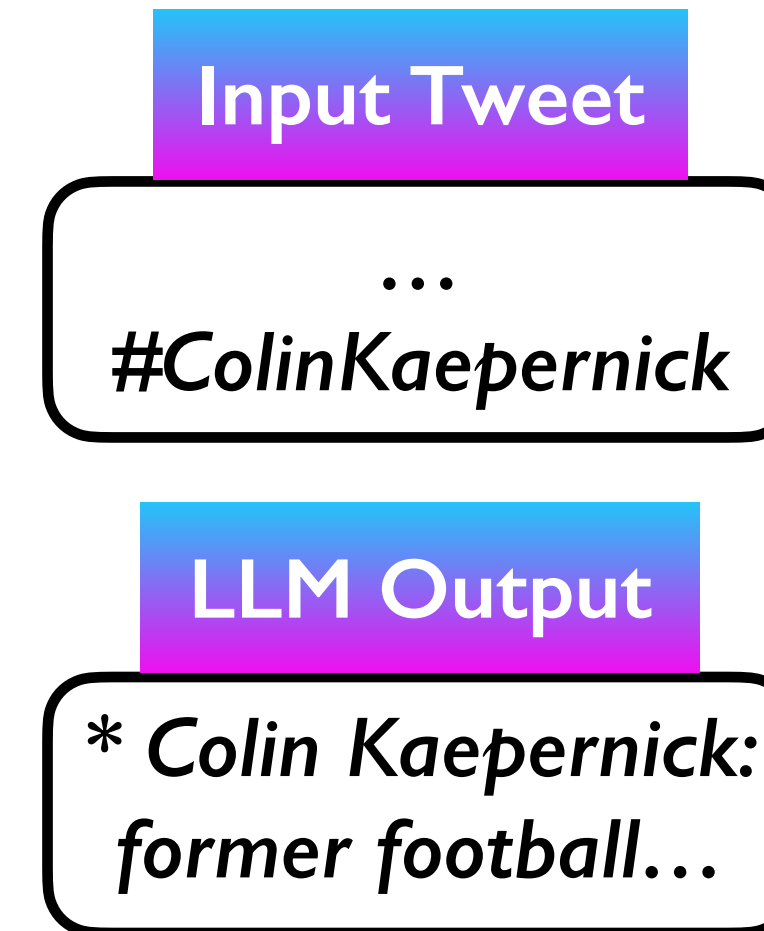 Input Tweet
…
#ColinKaepernick
LLM Output
* Colin Kaepernick:
former football…